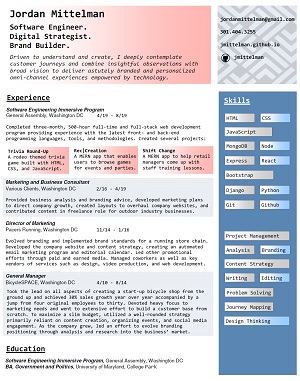 Jordan Mittelman
Software Engineer.
Digital Strategist.
Brand Builder.
Driven to understand and create, I deeply contemplate
customer journeys and combine insightful observations with
broad vision to deliver astutely branded and personalized
omni-channel experiences empowered by technology.
jordanmittelman@gmail.com
301.404.3255
jmittelman.github.io
jmittelman
Experience
Software Engineering Immersive Program
General Assembly, Washington DC 4/19 - 8/19
Completed three-month, 500-hour full-time and full-stack web development
program providing experience with the latest front- and back-end
programming languages, tools, and methodologies. Created several projects:
Trivia Round-Up
A rodeo themed trivia
game built with HTML,
CSS, and JavaScript.
Rec|Creation
A MERN app that enables
users to browse games
for events and parties.
Shift Change
A MERN app to help retail
managers come up with
staff training lessons.
Marketing and Business Consultant
Various Clients, Washington DC 2/16 - 4/19
Provided business analysis and branding advice, developed marketing plans
to direct company growth, created layouts to overhaul company websites, and
contributed content in freelance role for outdoor industry businesses.
Director of Marketing
Pacers Running, Washington DC 11/14 - 1/16
Evolved branding and implemented brand standards for a running store chain.
Developed the company website and content strategy, creating an automated
email marketing program and editorial calendar. Led other promotional
efforts through paid and earned media. Managed coworkers as well as key
vendors of services such as design, video production, and web development.
General Manager
BicycleSPACE, Washington DC 4/10 - 8/14
Took the lead on all aspects of creating a start-up bicycle shop from the
ground up and achieved 30% sales growth year over year accompanied by a
jump from four original employees to thirty. Devoted heavy focus to
marketing needs and went to extensive effort to build a customer base from
scratch. To maximize a slim budget, utilized a well-rounded strategy
primarily reliant on content creation, organizing events, and social media
engagement. As the company grew, led an effort to evolve branding
positioning through analysis and research into the business' market.
Education
Software Engineering Immersive Program, General Assembly, Washington DC
BA, Government and Politics, University of Maryland, College Park
Skills
HTML CSS
JavaScript
MongoDB Node
Express React
Bootstrap
Django Python
Git Github
Project Management
Analysis Branding
Content Strategy
Writing Editing
Problem Solving
Journey Mapping
Design Thinking